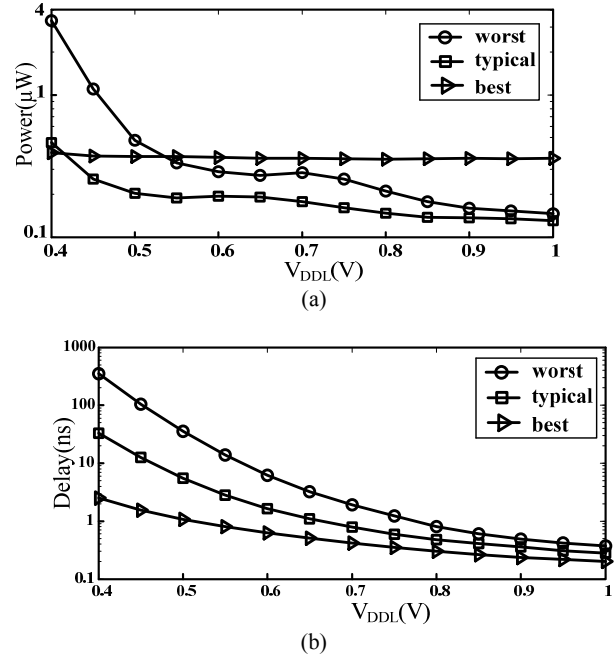 4
1
0.1
Power(μW)
worst
typical
best
0.4 0.5 0.6 0.7 0.8 0.9 1
VDDL(V)
(a)
1000
100
10
1
0.1
Delay(ns)
worst
typical
best
0.4 0.5 0.6 0.7 0.8 0.9 1
VDDL(V)
(b)